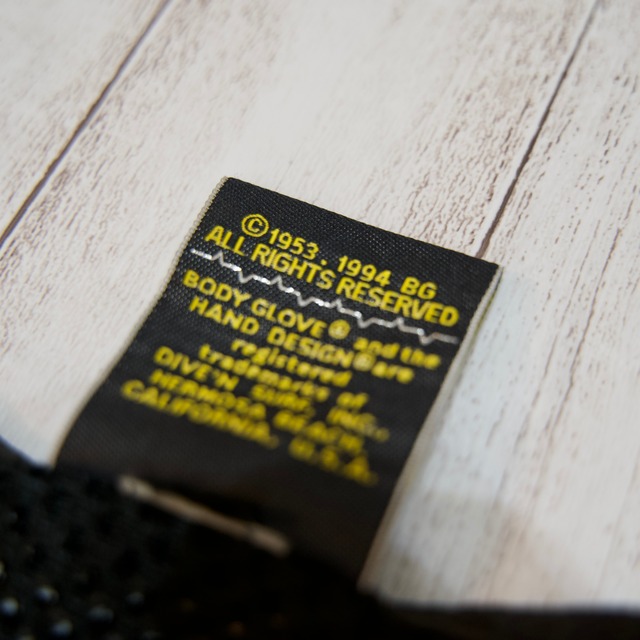 ©1953, 1994 BG
ALL RIGHTS RESERVED
BODY GLOVE® and the
HAND DESIGN® are
registered
trademarks of
DIVE'N SURF, INC.,
HERMOSA BEACH,
CALIFORNIA, U.S.A.